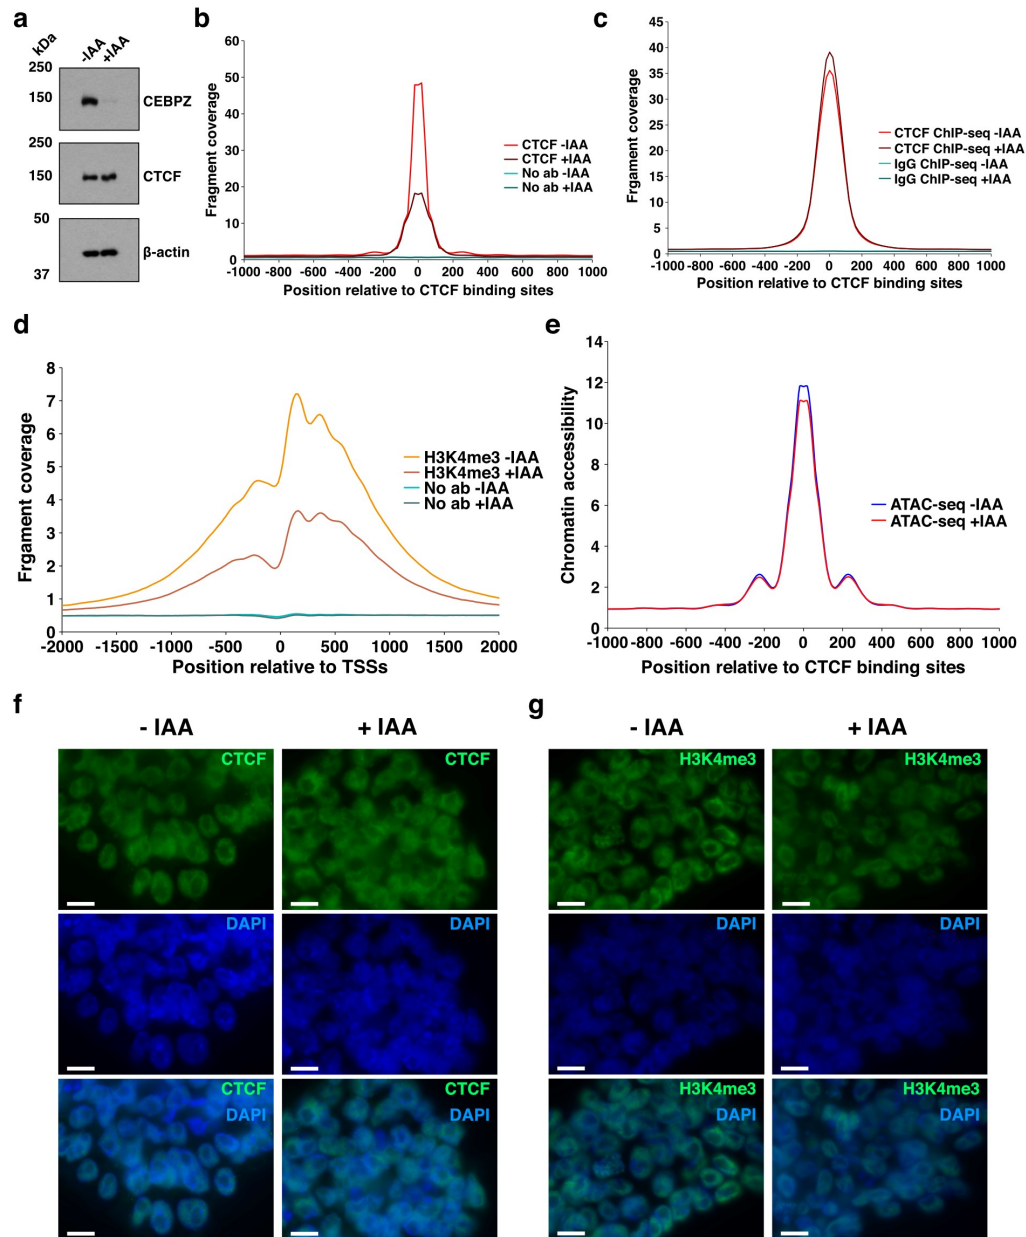 a
kDa
-IAA
+IAA
250
150
CEBPZ
250
150
CTCF
50
37
β-actin
b
60
50
40
30
20
10
0
Fragment coverage
CTCF -IAA
CTCF +IAA
No ab -IAA
No ab +IAA
-1000 -800 -600 -400 -200 0 200 400 600 800 1000
Position relative to CTCF binding sites
c
45
40
35
30
25
20
15
10
5
0
Frgament coverage
CTCF ChIP-seq -IAA
CTCF ChIP-seq +IAA
IgG ChIP-seq -IAA
IgG ChIP-seq +IAA
-1000 -800 -600 -400 -200 0 200 400 600 800 1000
Position relative to CTCF binding sites
d
8
7
6
5
4
3
2
1
0
Frgament coverage
H3K4me3 -IAA
H3K4me3 +IAA
No ab -IAA
No ab +IAA
-2000 -1500 -1000 -500 0 500 1000 1500 2000
Position relative to TSSs
e
14
12
10
8
6
4
2
0
Chromatin accessibility
ATAC-seq -IAA
ATAC-seq +IAA
-1000 -800 -600 -400 -200 0 200 400 600 800 1000
Position relative to CTCF binding sites
f
- IAA
+ IAA
CTCF
CTCF
DAPI
DAPI
CTCF
DAPI
CTCF
DAPI
g
- IAA
+ IAA
H3K4me3
H3K4me3
DAPI
DAPI
H3K4me3
DAPI
H3K4me3
DAPI